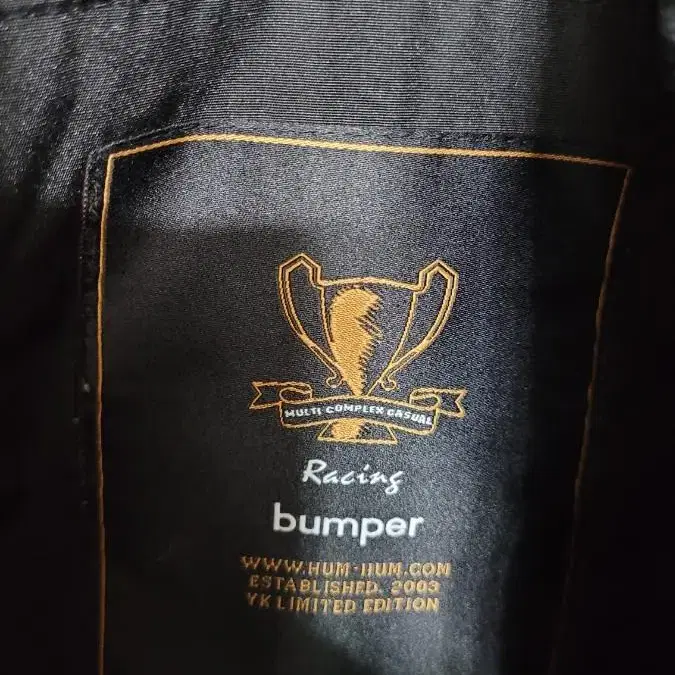 MULTI COMPLEX CASUAL
Racing
bumper
WWW.HUM-HUM.COM
ESTABLISHED. 2003
YK LIMITED EDITION